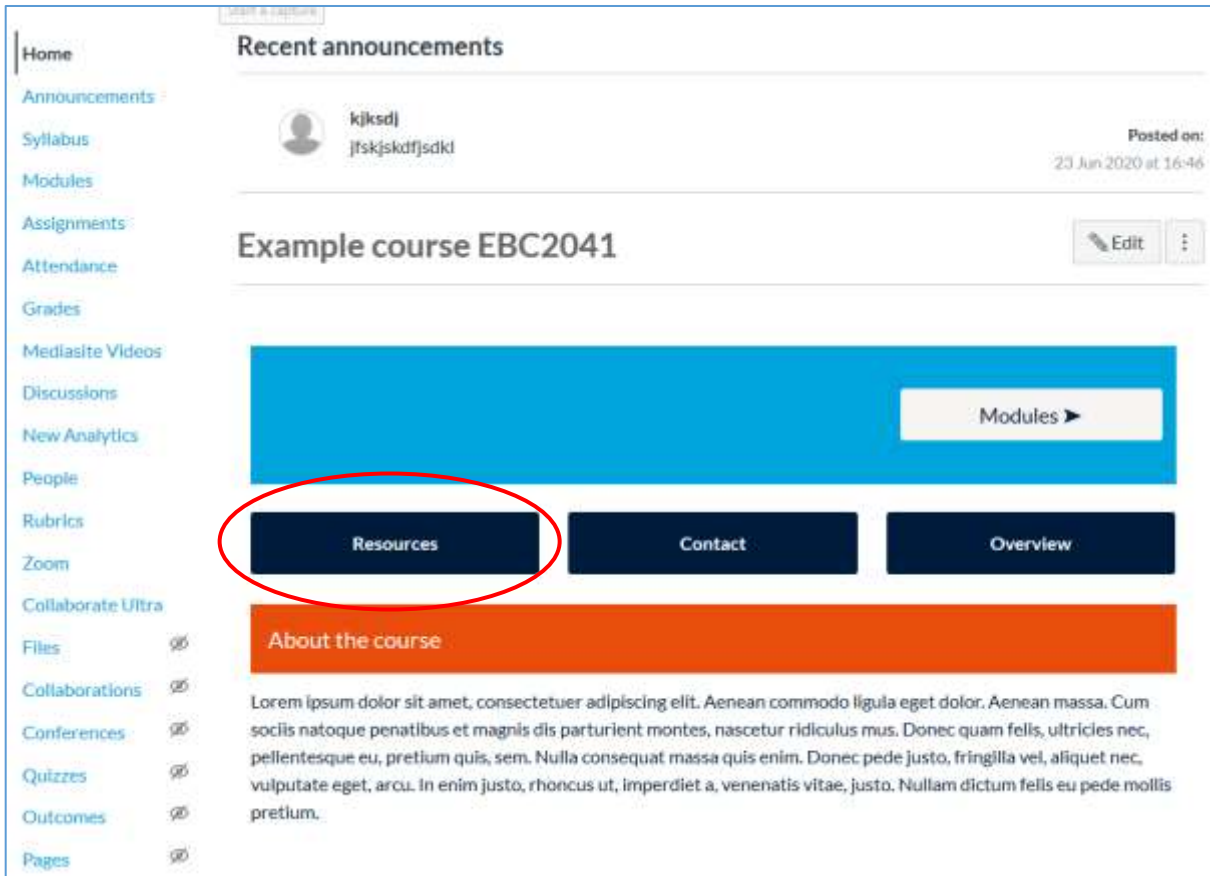 Start a capture
Home
Announcements
Syllabus
Modules
Assignments
Attendance
Grades
Mediasite Videos
Discussions
New Analytics
People
Rubrics
Zoom
Collaborate Ultra
Files
Collaborations
Conferences
Quizzes
Outcomes
Pages
Recent announcements
kjksdj
jfskjskdfjsdkl
Posted on:
23 Jun 2020 at 16:46
Example course EBC2041
Edit
Modules ➤
Resources
Contact
Overview
About the course
Lorem ipsum dolor sit amet, consectetuer adipiscing elit. Aenean commodo ligula eget dolor. Aenean massa. Cum
sociis natoque penatibus et magnis dis parturient montes, nascetur ridiculus mus. Donec quam felis, ultricies nec,
pellentesque eu, pretium quis, sem. Nulla consequat massa quis enim. Donec pede justo, fringilla vel, aliquet nec,
vulputate eget, arcu. In enim justo, rhoncus ut, imperdiet a, venenatis vitae, justo. Nullam dictum felis eu pede mollis
pretium.